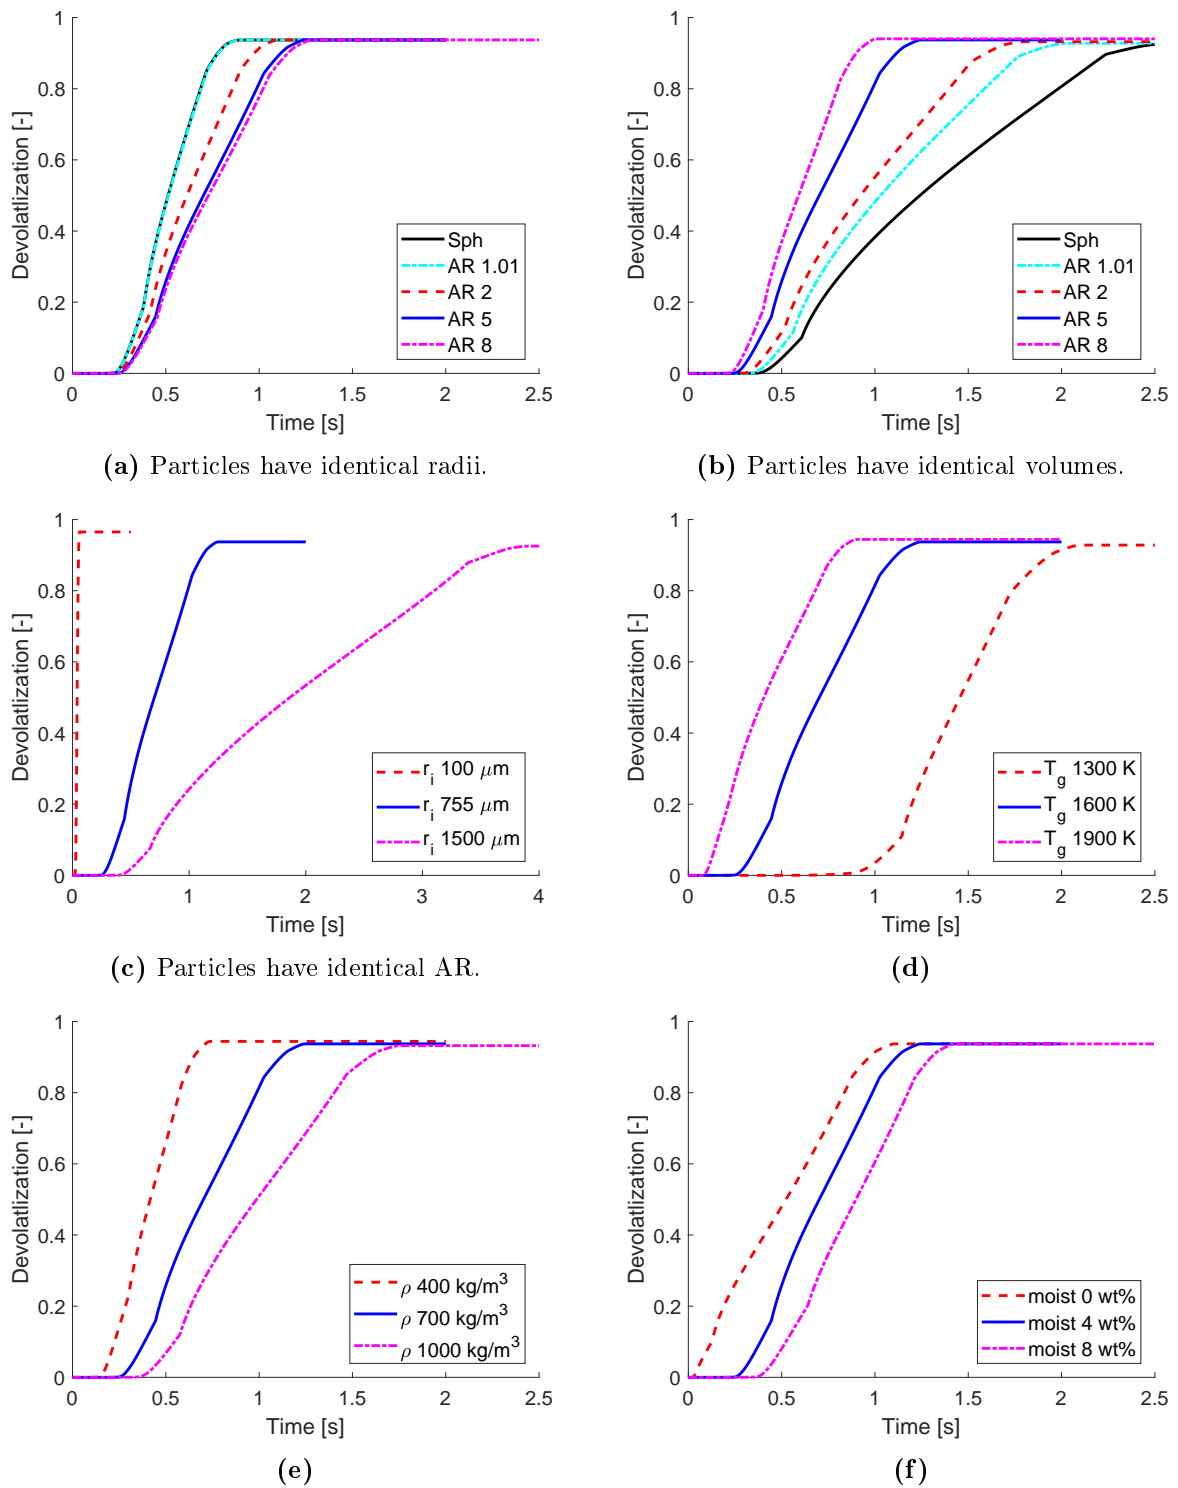 1
0.8
0.6
0.4
0.2
0
0 0.5 1 1.5 2 2.5
Devolatlization [-]
Time [s]
Sph
AR 1.01
AR 2
AR 5
AR 8
(a) Particles have identical radii.
1
0.8
0.6
0.4
0.2
0
0 0.5 1 1.5 2 2.5
Devolatlization [-]
Time [s]
Sph
AR 1.01
AR 2
AR 5
AR 8
(b) Particles have identical volumes.
1
0.8
0.6
0.4
0.2
0
0 1 2 3 4
Devolatlization [-]
Time [s]
r_i 100 μm
r_i 755 μm
r_i 1500 μm
(c) Particles have identical AR.
1
0.8
0.6
0.4
0.2
0
0 0.5 1 1.5 2 2.5
Devolatlization [-]
Time [s]
T_g 1300 K
T_g 1600 K
T_g 1900 K
(d)
1
0.8
0.6
0.4
0.2
0
0 0.5 1 1.5 2 2.5
Devolatlization [-]
Time [s]
ρ 400 kg/m³
ρ 700 kg/m³
ρ 1000 kg/m³
(e)
1
0.8
0.6
0.4
0.2
0
0 0.5 1 1.5 2 2.5
Devolatlization [-]
Time [s]
moist 0 wt%
moist 4 wt%
moist 8 wt%
(f)